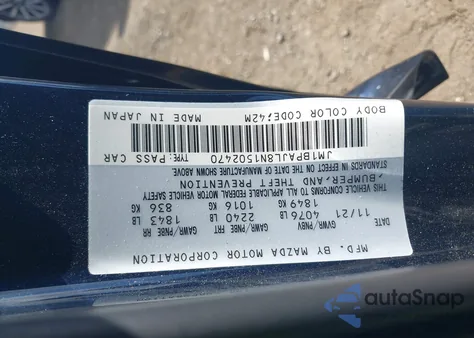 MFD. BY MAZDA MOTOR CORPORATION
DATE GVWR/PNBV GAWR/PNBE FRT GAWR/PNBE RR
11/21 4076 LB 2240 LB 1843 LB
1849 KG 1016 KG 836 KG
THIS VEHICLE CONFORMS TO ALL APPLICABLE FEDERAL MOTOR VEHICLE SAFETY
, BUMPER, AND THEFT PREVENTION
STANDARDS IN EFFECT ON THE DATE OF MANUFACTURE SHOWN ABOVE
JM1BPAJL8N1502470 TYPE: PASS CAR
BODY COLOR CODE:42M MADE IN JAPAN
autoSnap